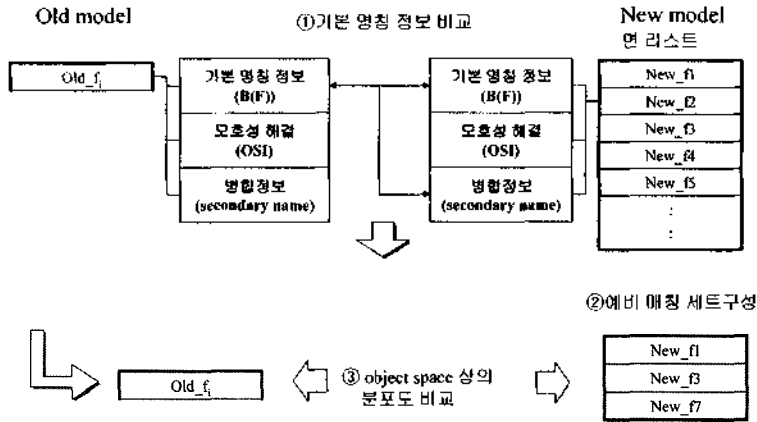 Old model
①기본 명칭 정보 비교
New model
면 리스트
Old_fi
기본 명칭 정보
(B(F))
모호성 해결
(OSI)
병합정보
(secondary name)
기본 명칭 정보
(B(F))
모호성 해결
(OSI)
병합정보
(secondary name)
New_f1
New_f2
New_f3
New_f4
New_f5
:
:
②예비 매칭 세트구성
Old_fi
③ object space 상의
분포도 비교
New_f1
New_f3
New_f7